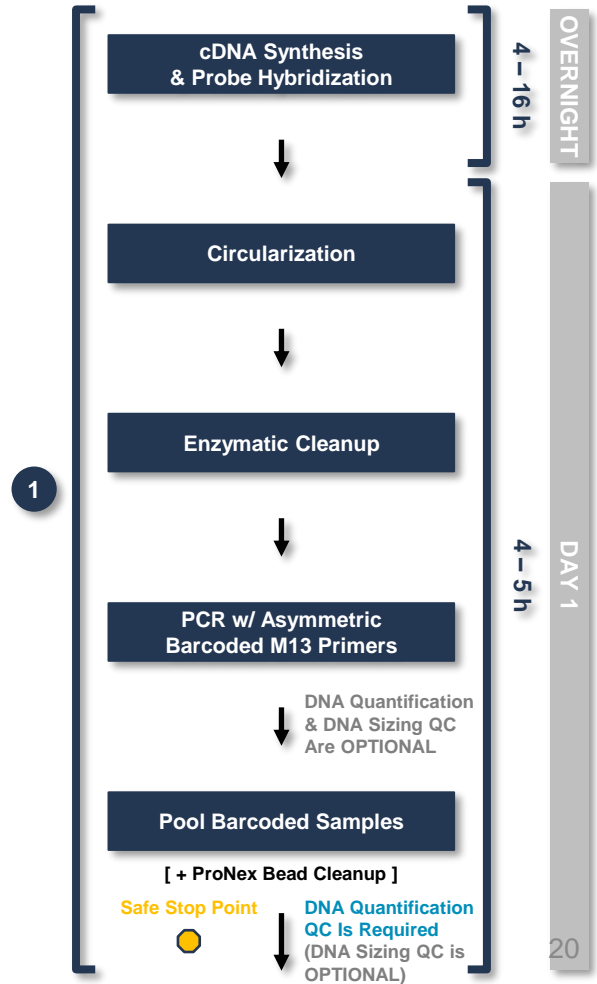 cDNA Synthesis
& Probe Hybridization
4 – 16 h
OVERNIGHT
Circularization
Enzymatic Cleanup
1
4 – 5 h
DAY 1
PCR w/ Asymmetric
Barcoded M13 Primers
DNA Quantification
& DNA Sizing QC
Are OPTIONAL
Pool Barcoded Samples
[ + ProNex Bead Cleanup ]
Safe Stop Point
DNA Quantification
QC Is Required
(DNA Sizing QC is
OPTIONAL)
20